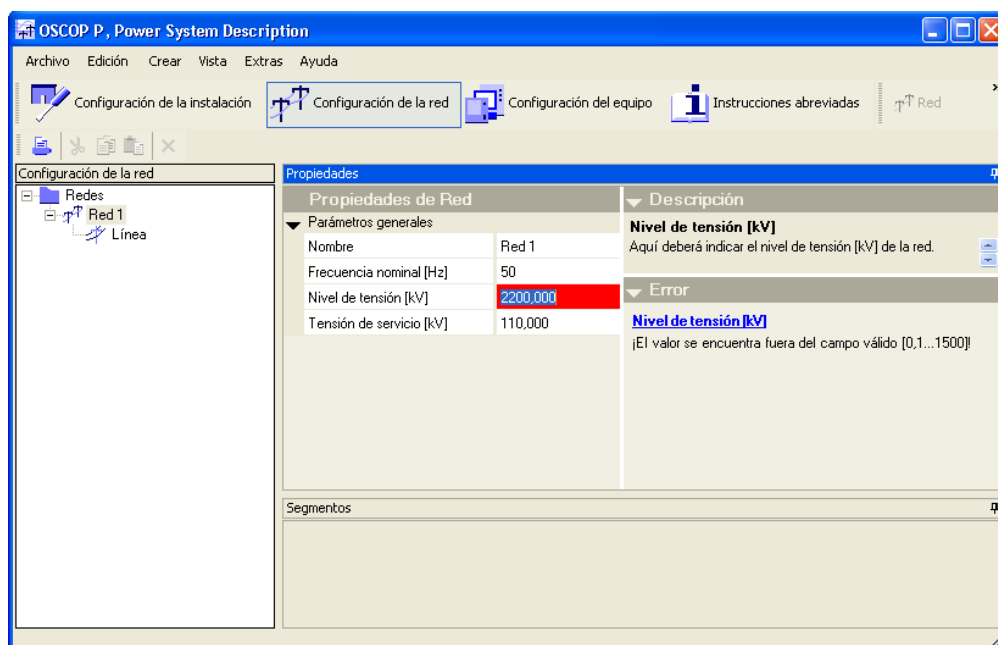 OSCOP P, Power System Description
Archivo Edición Crear Vista Extras Ayuda
Configuración de la instalación Configuración de la red Configuración del equipo Instrucciones abreviadas Red
Configuración de la red
Redes
Red 1
Línea
Propiedades
Propiedades de Red
Parámetros generales
Nombre Red 1
Frecuencia nominal [Hz] 50
Nivel de tensión [kV] 2200,000
Tensión de servicio [kV] 110,000
Descripción
Nivel de tensión [kV]
Aquí deberá indicar el nivel de tensión [kV] de la red.
Error
Nivel de tensión [kV]
¡El valor se encuentra fuera del campo válido [0,1...1500]!
Segmentos